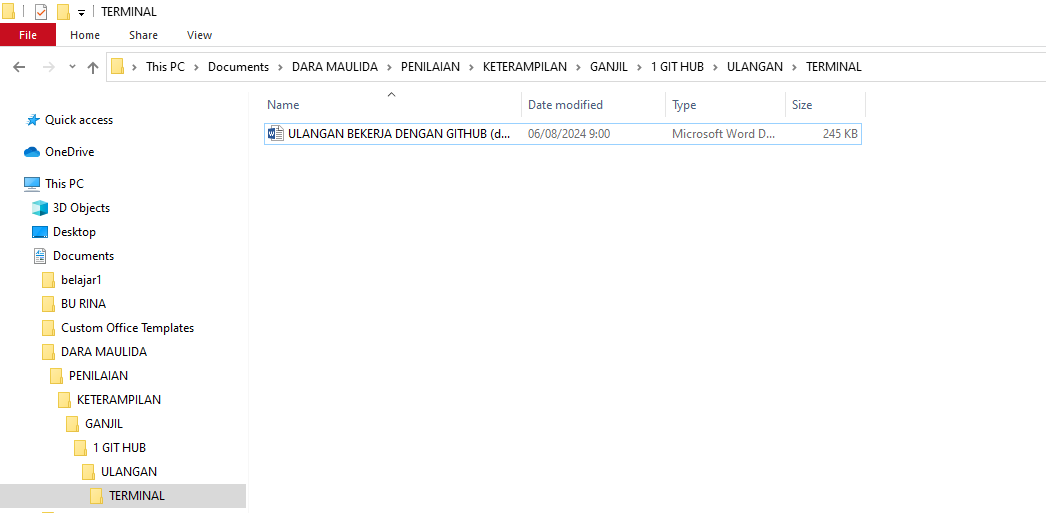 TERMINAL
File Home Share View
This PC Documents DARA MAULIDA PENILAIAN KETERAMPILAN GANJIL 1 GIT HUB ULANGAN TERMINAL
Name Date modified Type Size
ULANGAN BEKERJA DENGAN GITHUB (d... 06/08/2024 9:00 Microsoft Word D... 245 KB
Quick access
OneDrive
This PC
3D Objects
Desktop
Documents
belajar1
BU RINA
Custom Office Templates
DARA MAULIDA
PENILAIAN
KETERAMPILAN
GANJIL
1 GIT HUB
ULANGAN
TERMINAL